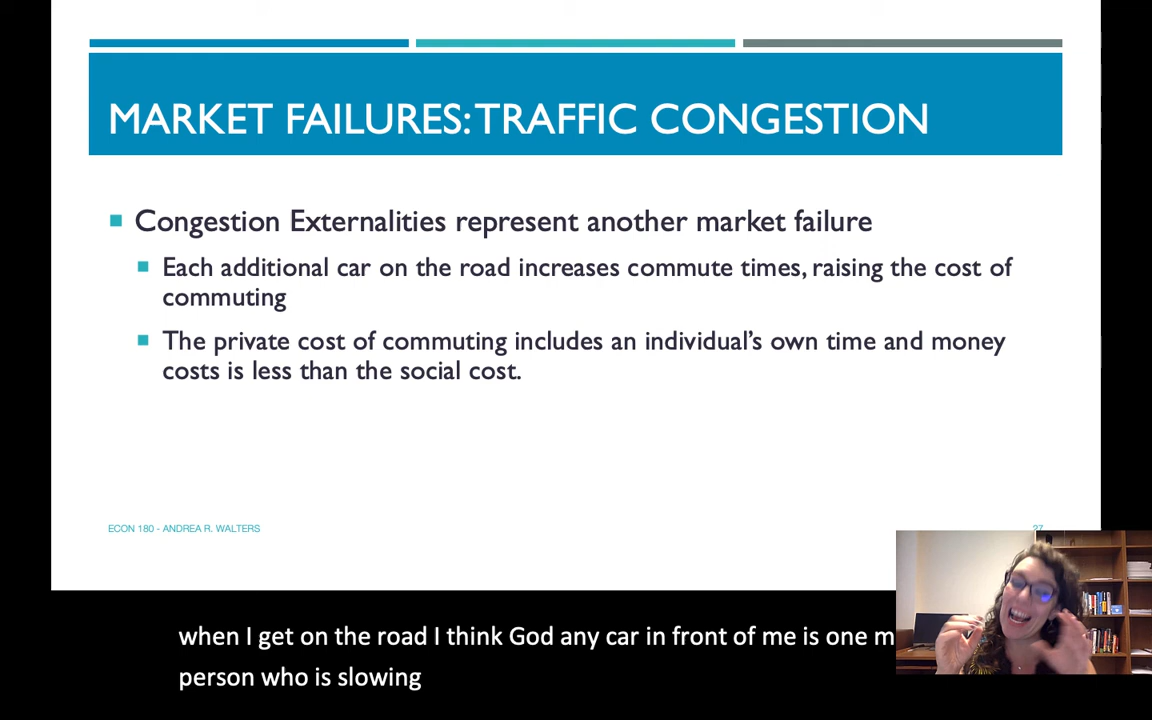 MARKET FAILURES: TRAFFIC CONGESTION
Congestion Externalities represent another market failure
Each additional car on the road increases commute times, raising the cost of
commuting
The private cost of commuting includes an individual's own time and money
costs is less than the social cost.
ECON 180 - ANDREA R. WALTERS
27
when I get on the road I think God any car in front of me is one
person who is slowing